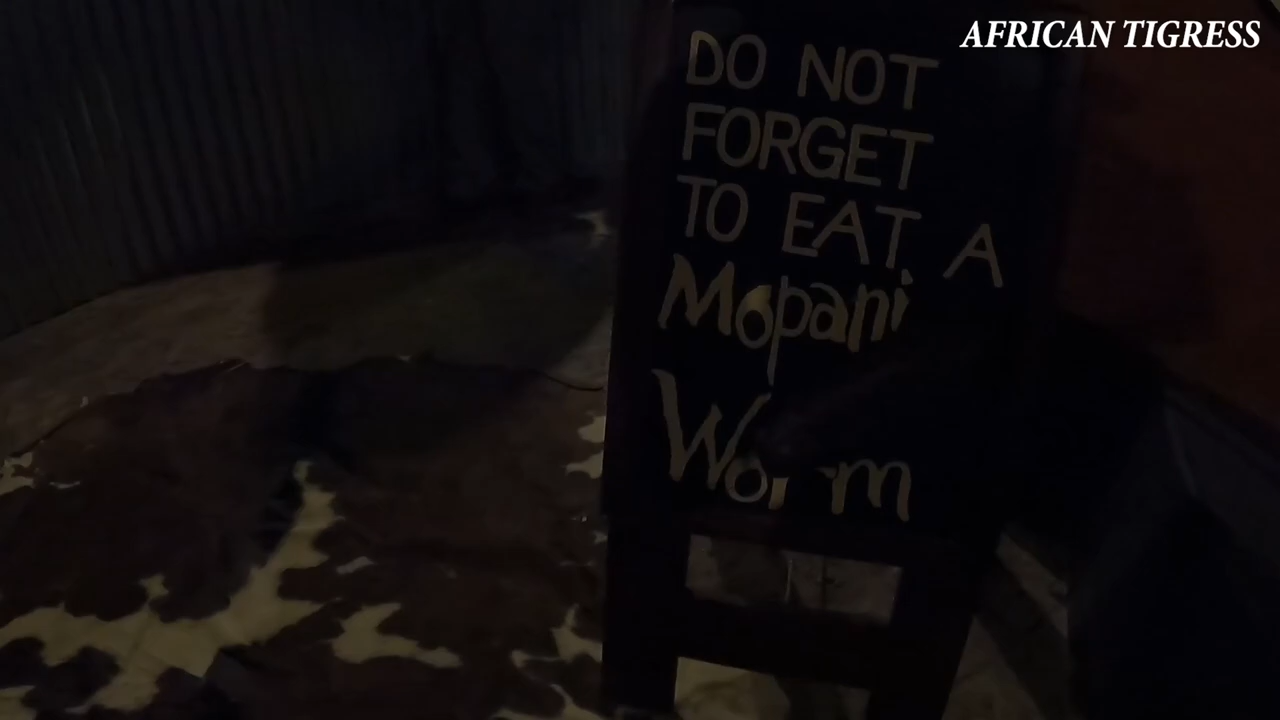 AFRICAN TIGRESS
DO NOT
FORGET
TO EAT A
Mopani
Worm